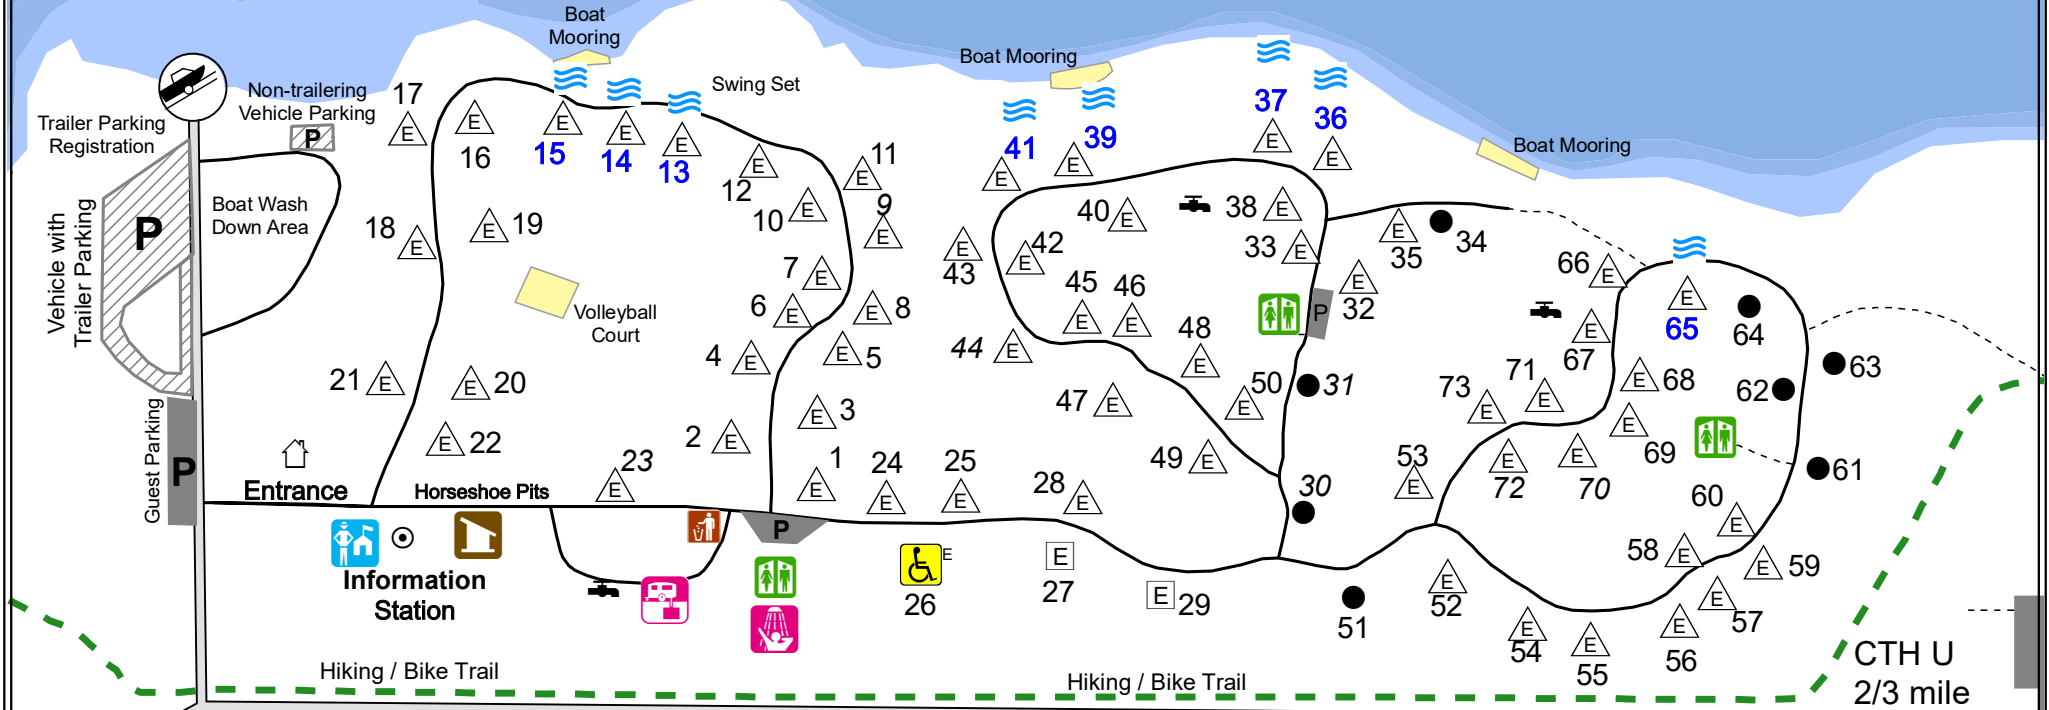 Boat
Mooring
Boat Mooring
Boat Mooring
Swing Set
Non-trailering
Vehicle Parking
P
Trailer Parking
Registration
Vehicle with
Trailer Parking
P
Boat Wash
Down Area
Guest Parking
P
Entrance
Horseshoe Pits
Volleyball
Court
Information
Station
P
P
Hiking / Bike Trail
Hiking / Bike Trail
CTH U
2/3 mile
E 17
E 16
E 15
E 14
E 13
E 12
E 11
E 10
E 9
E 18
E 19
E 7
E 6
E 8
E 5
E 4
E 3
E 2
E 1
E 21
E 20
E 22
E 23
E 24
E 25
E 26
E 27
E 28
E 29
30
31
E 32
E 33
34
E 35
E 36
E 37
E 38
E 39
E 40
E 41
E 42
E 43
E 44
E 45
E 46
E 47
E 48
E 49
E 50
51
E 52
E 53
E 54
E 55
E 56
E 57
E 58
E 59
E 60
61
62
63
64
E 65
E 66
E 67
E 68
E 69
E 70
E 71
E 72
E 73